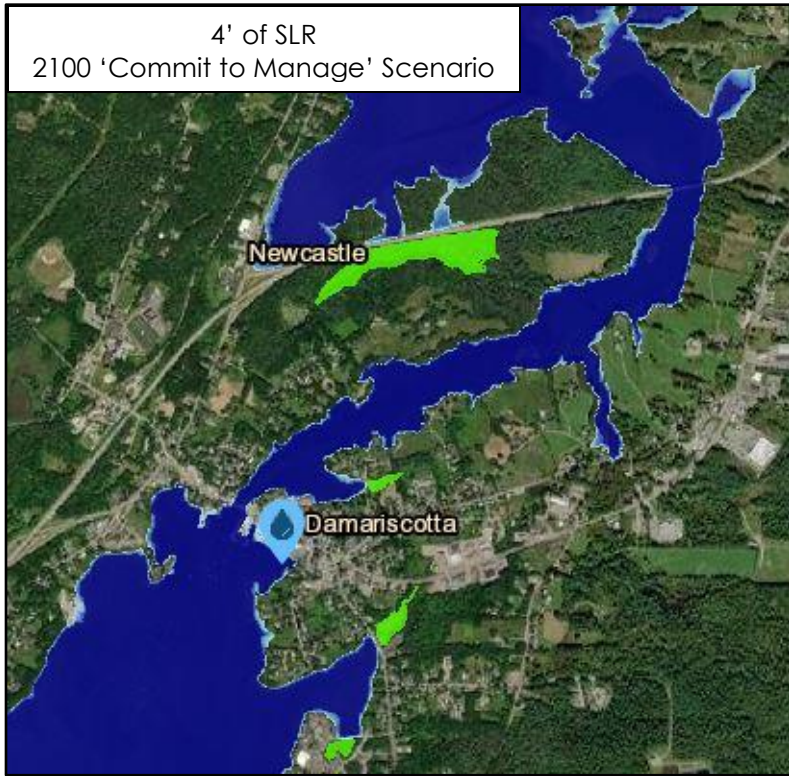 4’ of SLR
2100 ‘Commit to Manage’ Scenario
Newcastle
Damariscotta